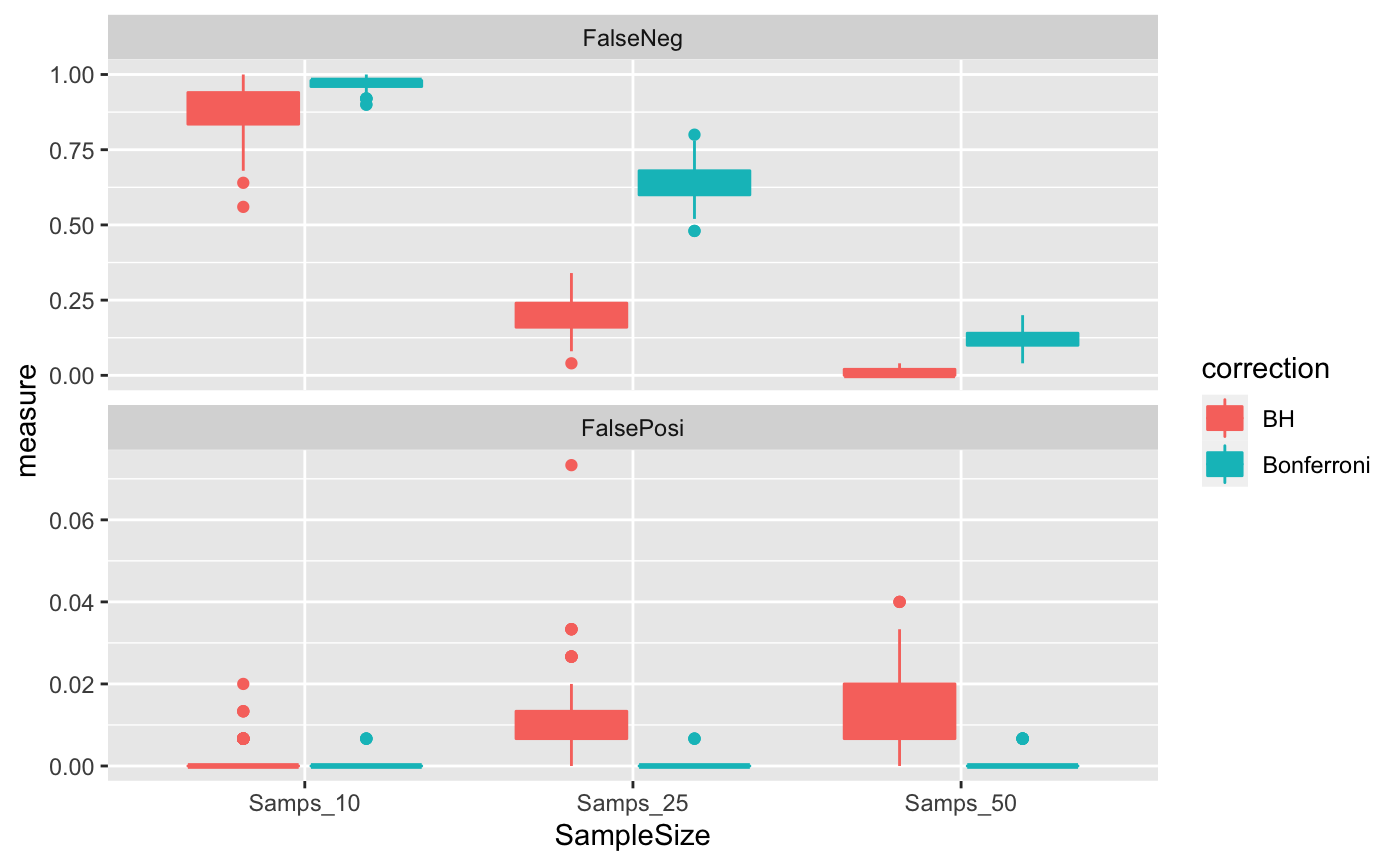 FalseNeg
1.00
0.75
0.50
0.25
0.00
measure
FalsePosi
0.06
0.04
0.02
0.00
Samps_10 Samps_25 Samps_50
SampleSize
correction
BH
Bonferroni